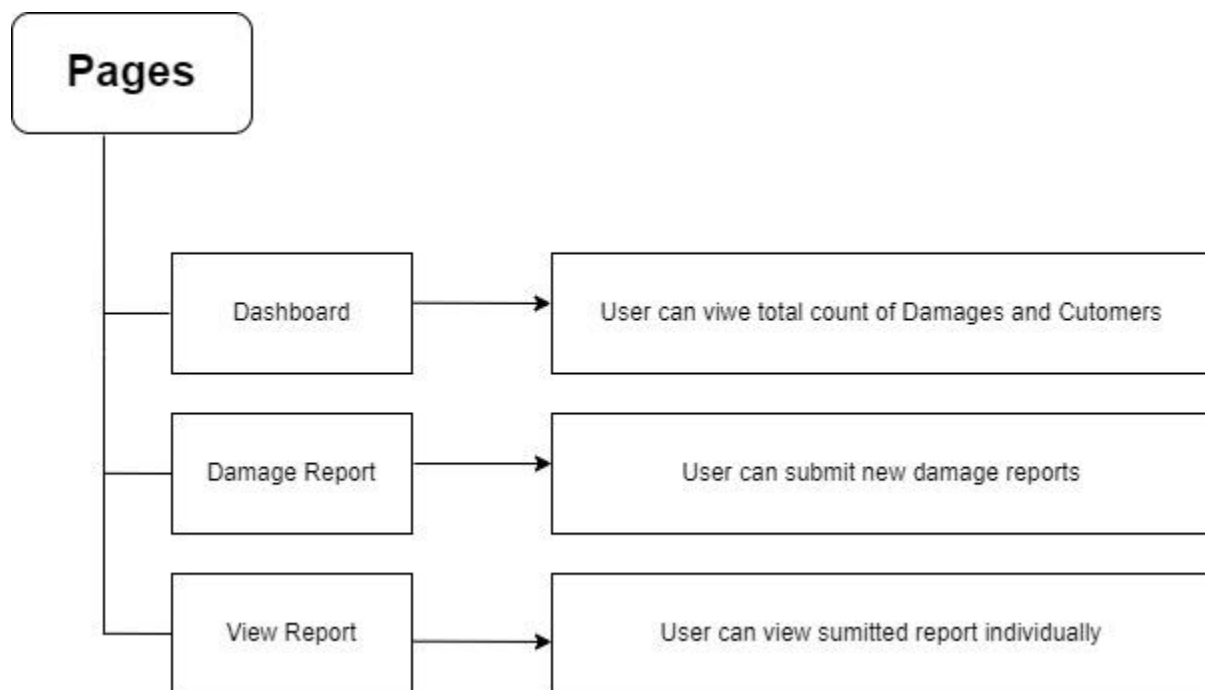 Pages
Dashboard
User can viwe total count of Damages and Cutomers
Damage Report
User can submit new damage reports
View Report
User can view sumitted report individually